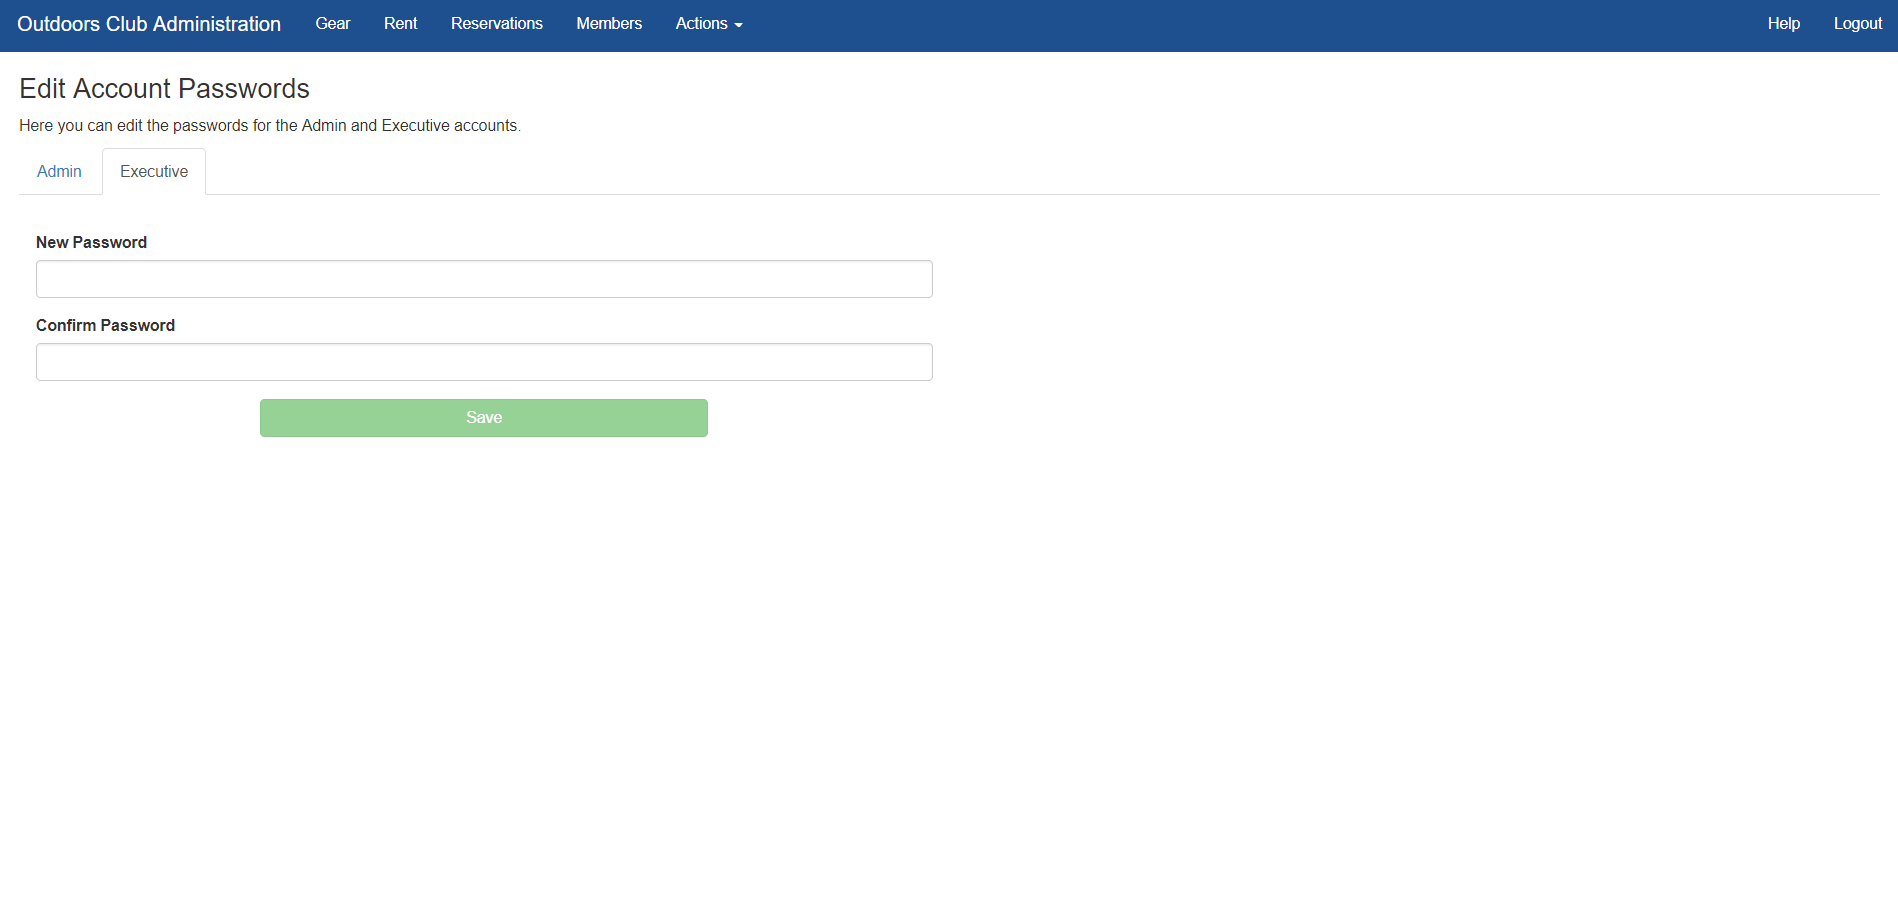 Outdoors Club Administration Gear Rent Reservations Members Actions Help Logout
Edit Account Passwords
Here you can edit the passwords for the Admin and Executive accounts.
Admin Executive
New Password
Confirm Password
Save